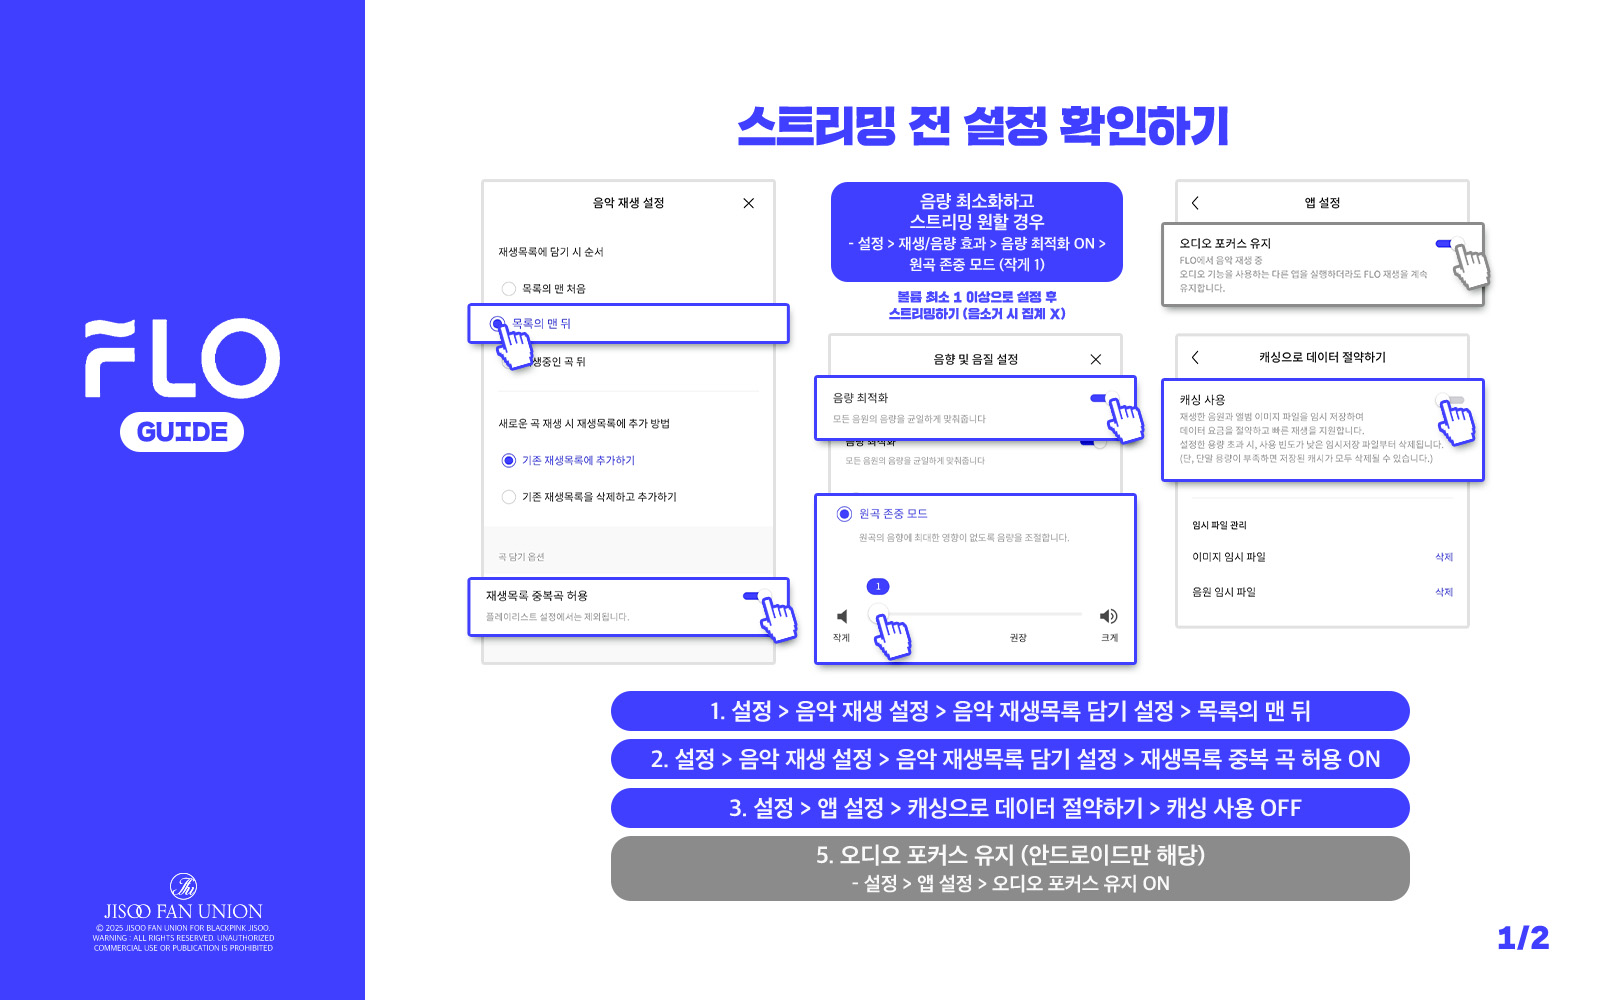 FLO
GUIDE
JISOO FAN UNION
© 2025 JISOO FAN UNION FOR BLACKPINK JISOO.
WARNING : ALL RIGHTS RESERVED. UNAUTHORIZED
COMMERCIAL USE OR PUBLICATION IS PROHIBITED
스트리밍 전 설정 확인하기
음악 재생 설정
재생목록에 담기 시 순서
목록의 맨 처음
목록의 맨 뒤
생중인 곡 뒤
새로운 곡 재생 시 재생목록에 추가 방법
기존 재생목록에 추가하기
기존 재생목록을 삭제하고 추가하기
곡 담기 옵션
재생목록 중복곡 허용
플레이리스트 설정에서는 제외됩니다.
음량 최소화하고
스트리밍 원할 경우
- 설정 > 재생/음량 효과 > 음량 최적화 ON >
원곡 존중 모드 (작게 1)
볼륨 최소 1 이상으로 설정 후
스트리밍하기 (음소거 시 집계 X)
음향 및 음질 설정
음량 최적화
모든 음원의 음량을 균일하게 맞춰줍니다
음량 최적화
모든 음원의 음량을 균일하게 맞춰줍니다
원곡 존중 모드
원곡의 음향에 최대한 영향이 없도록 음량을 조절합니다.
1
작게
권장
크게
앱 설정
오디오 포커스 유지
FLO에서 음악 재생 중
오디오 기능을 사용하는 다른 앱을 실행하더라도 FLO 재생을 계속
유지합니다.
캐싱으로 데이터 절약하기
캐싱 사용
재생한 음원과 앨범 이미지 파일을 임시 저장하여
데이터 요금을 절약하고 빠른 재생을 지원합니다.
설정한 용량 초과 시, 사용 빈도가 낮은 임시저장 파일부터 삭제됩니다.
(단, 단말 용량이 부족하면 저장된 캐시가 모두 삭제될 수 있습니다.)
임시 파일 관리
이미지 임시 파일 삭제
음원 임시 파일 삭제
1. 설정 > 음악 재생 설정 > 음악 재생목록 담기 설정 > 목록의 맨 뒤
2. 설정 > 음악 재생 설정 > 음악 재생목록 담기 설정 > 재생목록 중복 곡 허용 ON
3. 설정 > 앱 설정 > 캐싱으로 데이터 절약하기 > 캐싱 사용 OFF
5. 오디오 포커스 유지 (안드로이드만 해당)
- 설정 > 앱 설정 > 오디오 포커스 유지 ON
1/2